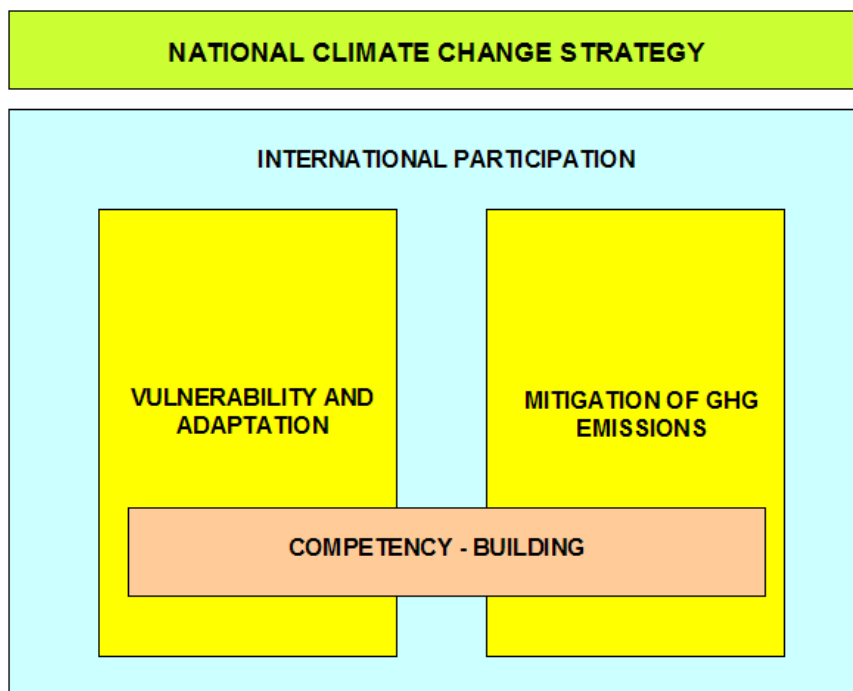 NATIONAL CLIMATE CHANGE STRATEGY
INTERNATIONAL PARTICIPATION
VULNERABILITY AND
ADAPTATION
MITIGATION OF GHG
EMISSIONS
COMPETENCY - BUILDING